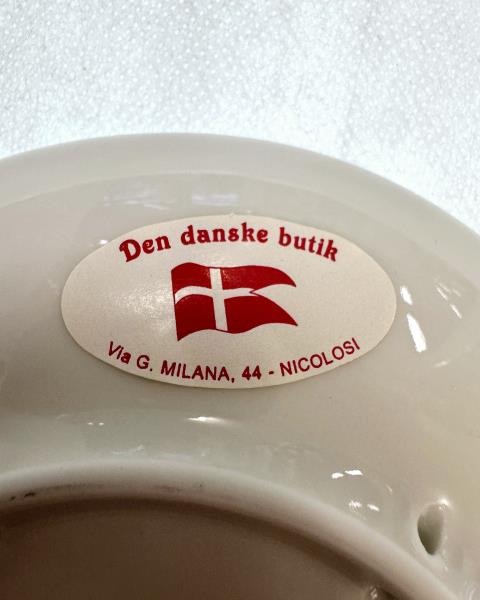 Den danske butik
Via G. MILANA, 44 - NICOLOSI